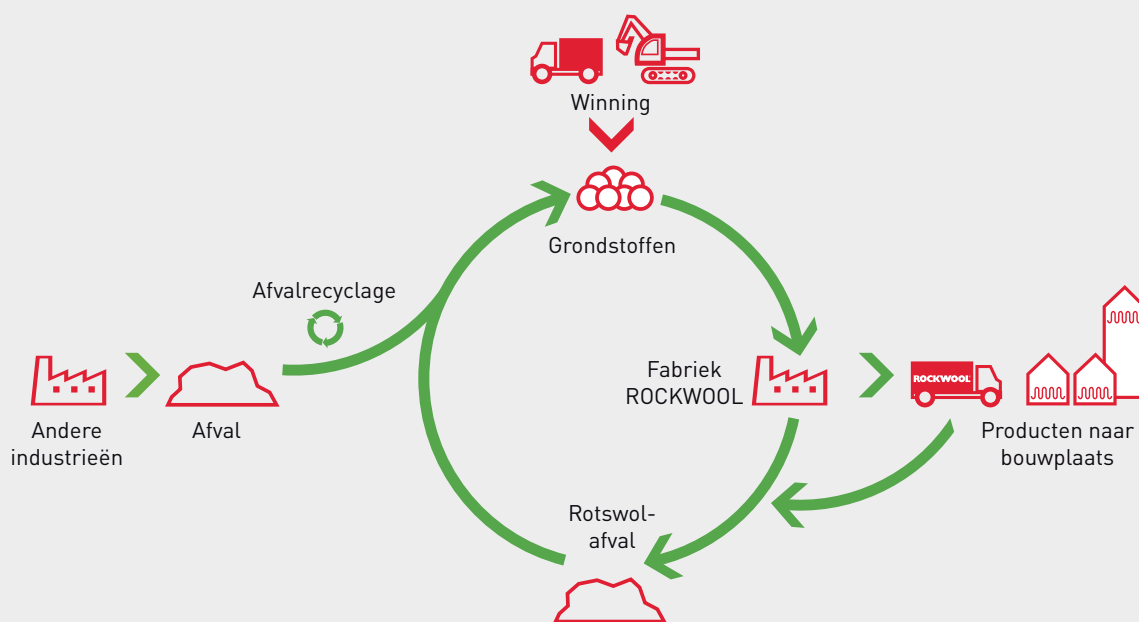 Winning
Grondstoffen
Afvalrecyclage
Andere
industrieën
Afval
Fabriek
ROCKWOOL
ROCKWOOL
Producten naar
bouwplaats
Rotswol-
afval